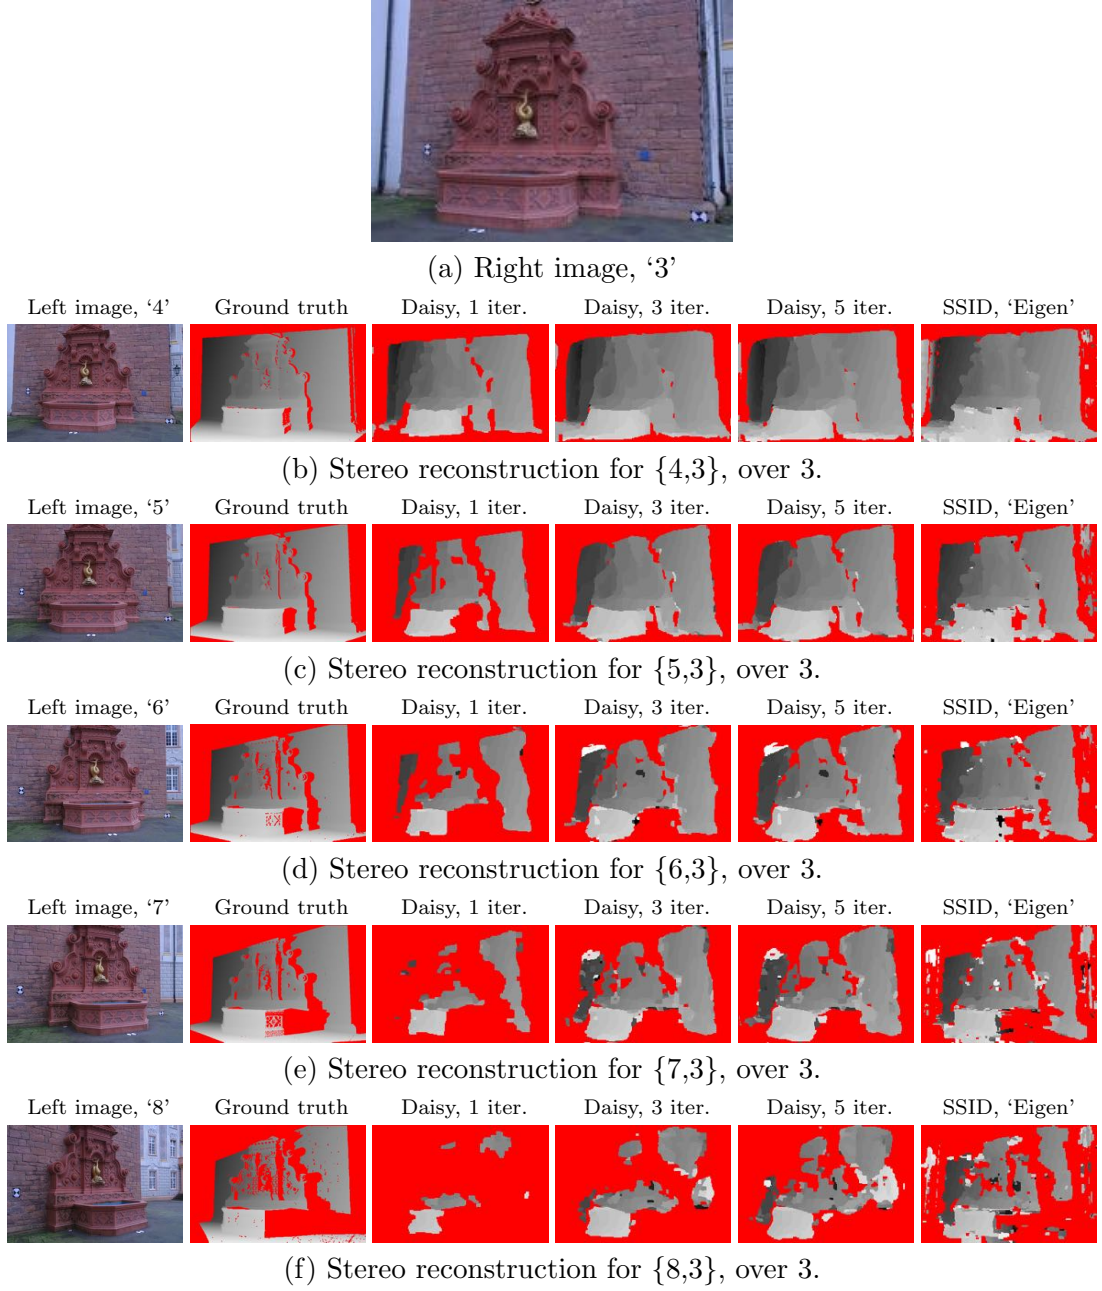 (a) Right image, ‘3’
Left image, ‘4’ Ground truth Daisy, 1 iter. Daisy, 3 iter. Daisy, 5 iter. SSID, ‘Eigen’
(b) Stereo reconstruction for {4,3}, over 3.
Left image, ‘5’ Ground truth Daisy, 1 iter. Daisy, 3 iter. Daisy, 5 iter. SSID, ‘Eigen’
(c) Stereo reconstruction for {5,3}, over 3.
Left image, ‘6’ Ground truth Daisy, 1 iter. Daisy, 3 iter. Daisy, 5 iter. SSID, ‘Eigen’
(d) Stereo reconstruction for {6,3}, over 3.
Left image, ‘7’ Ground truth Daisy, 1 iter. Daisy, 3 iter. Daisy, 5 iter. SSID, ‘Eigen’
(e) Stereo reconstruction for {7,3}, over 3.
Left image, ‘8’ Ground truth Daisy, 1 iter. Daisy, 3 iter. Daisy, 5 iter. SSID, ‘Eigen’
(f) Stereo reconstruction for {8,3}, over 3.